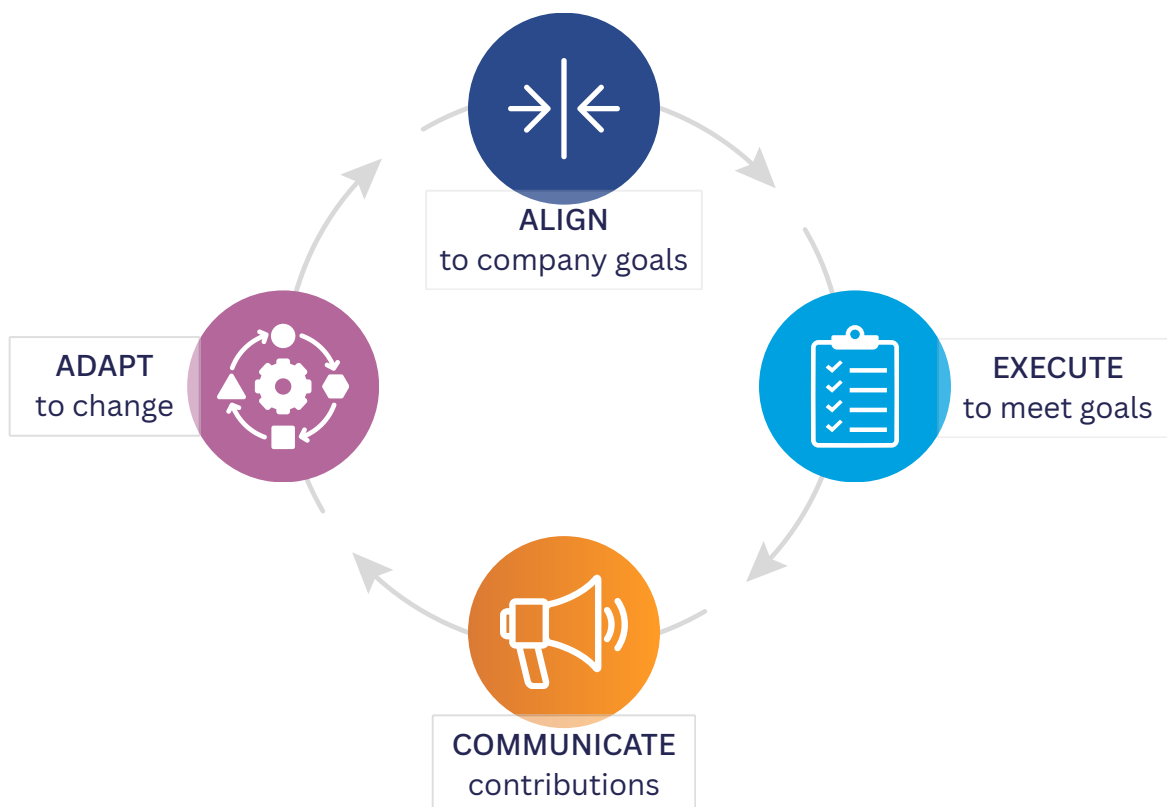 ALIGN
to company goals
EXECUTE
to meet goals
COMMUNICATE
contributions
ADAPT
to change